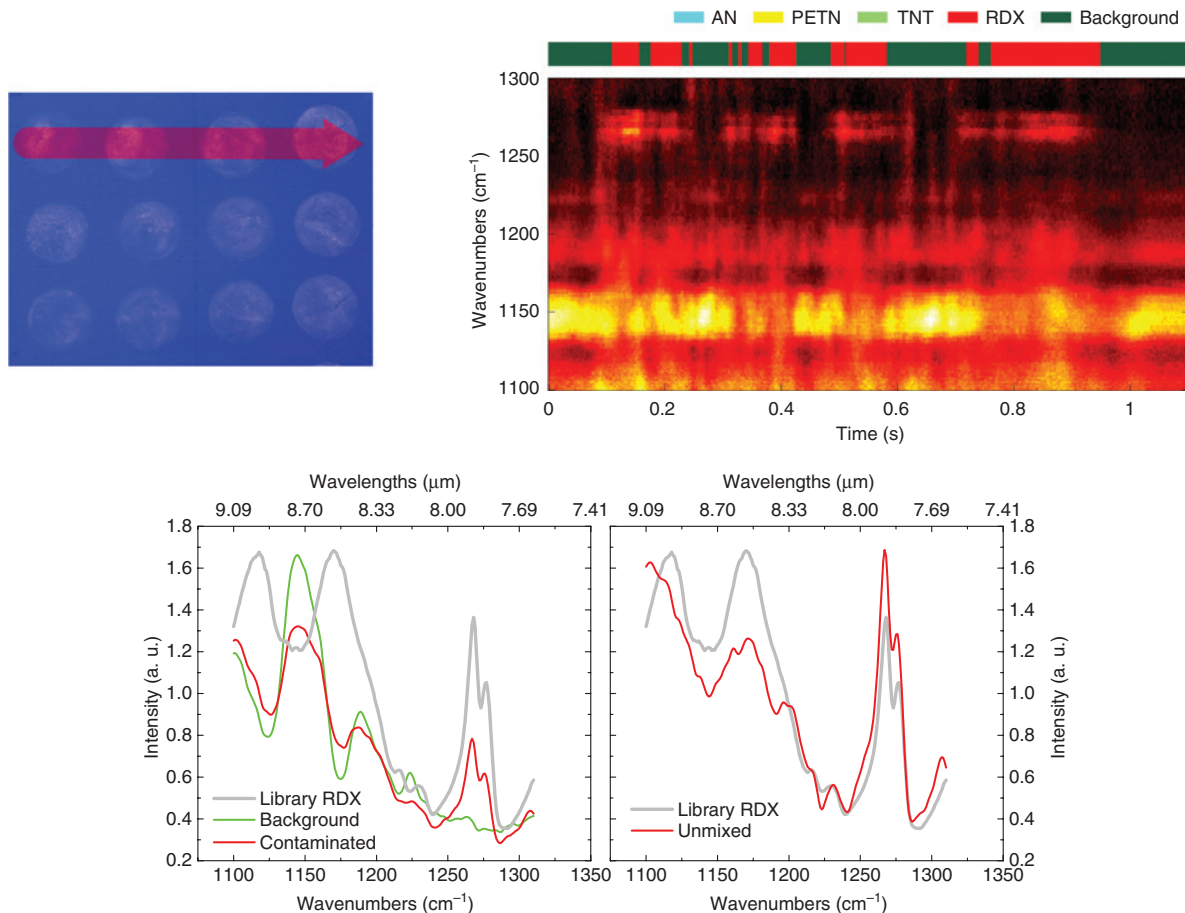 AN PETN TNT RDX Background
1300
1250
1200
1150
1100
Wavenumbers (cm⁻¹)
0 0.2 0.4 0.6 0.8 1
Time (s)
Wavelengths (μm)
9.09 8.70 8.33 8.00 7.69 7.41
1.8
1.6
1.4
1.2
1.0
0.8
0.6
0.4
0.2
Intensity (a. u.)
Library RDX
Background
Contaminated
1100 1150 1200 1250 1300 1350
Wavenumbers (cm⁻¹)
Wavelengths (μm)
9.09 8.70 8.33 8.00 7.69 7.41
1.8
1.6
1.4
1.2
1.0
0.8
0.6
0.4
0.2
Intensity (a. u.)
Library RDX
Unmixed
1100 1150 1200 1250 1300 1350
Wavenumbers (cm⁻¹)